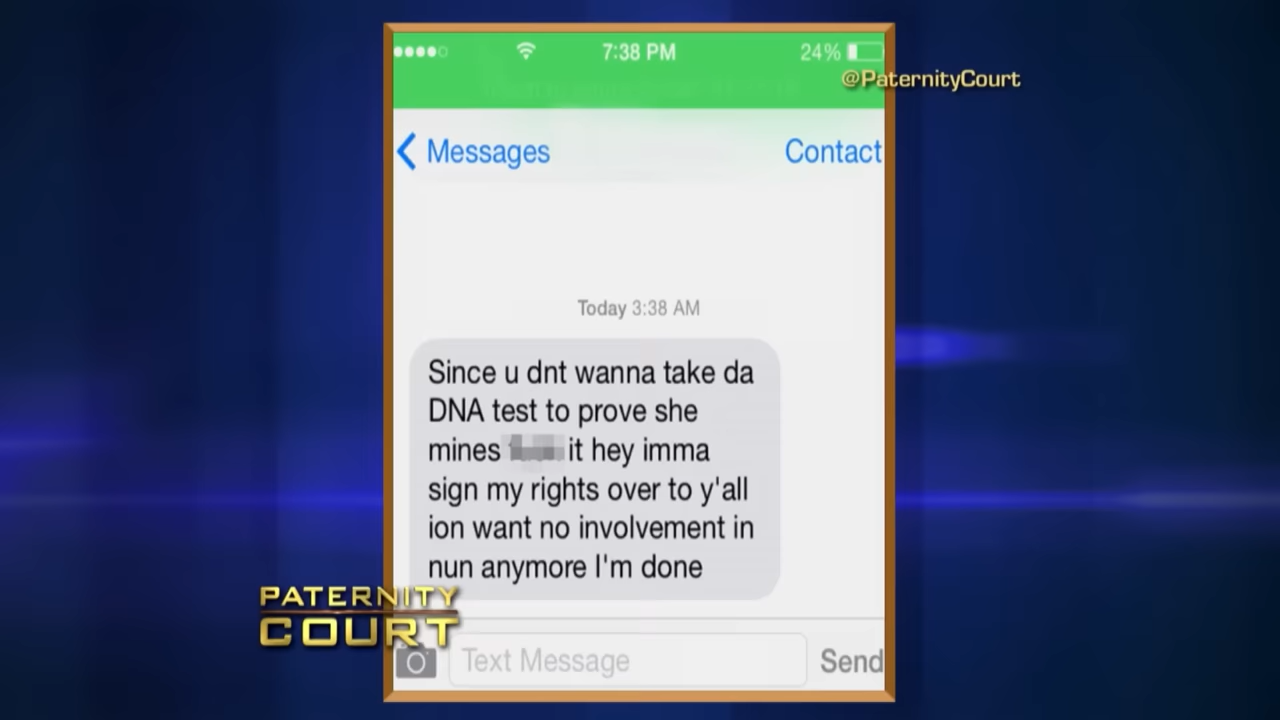 7:38 PM
24%
@PaternityCourt
Messages
Contact
Today 3:38 AM
Since u dnt wanna take da
DNA test to prove she
mines it hey imma
sign my rights over to y'all
ion want no involvement in
nun anymore I'm done
PATERNITY
COURT
Text Message
Send